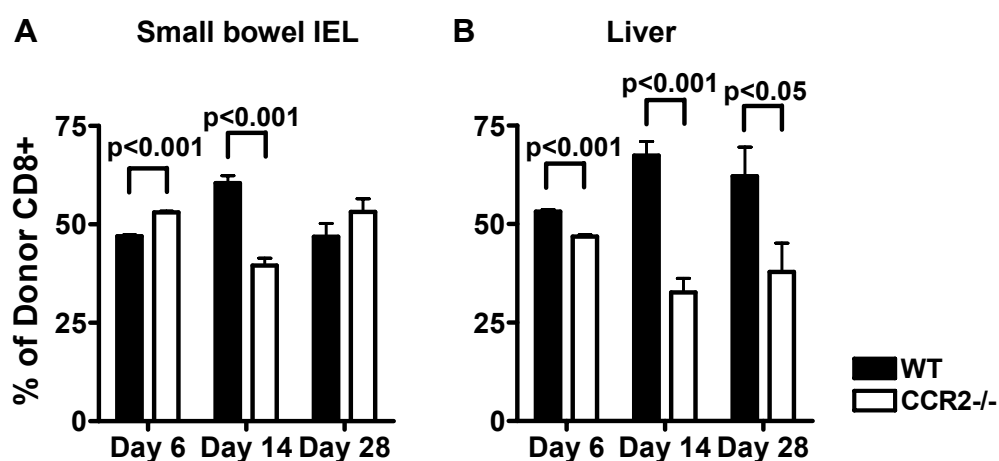 A Small bowel IEL
% of Donor CD8+
p<0.001
p<0.001
75
50
25
0
Day 6 Day 14 Day 28
B Liver
p<0.001
p<0.001
p<0.05
75
50
25
0
Day 6 Day 14 Day 28
WT
CCR2-/-